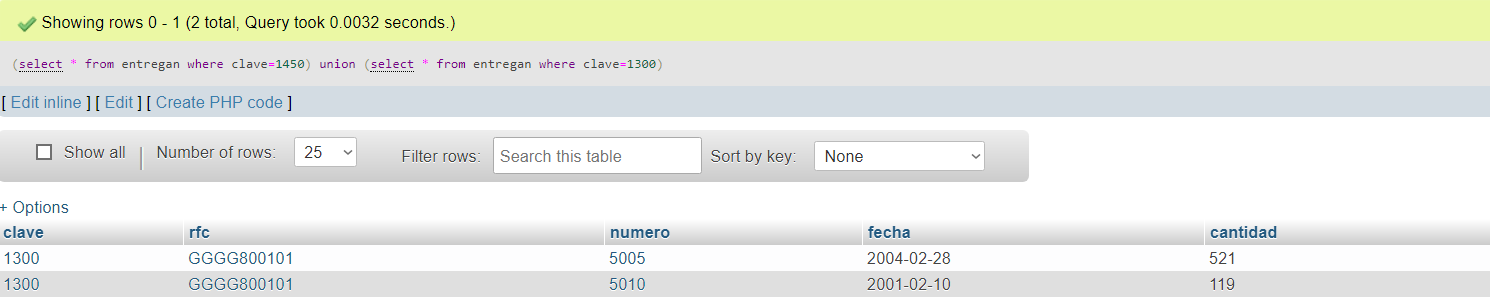 Showing rows 0 - 1 (2 total, Query took 0.0032 seconds.)
(select * from entregan where clave=1450) union (select * from entregan where clave=1300)
[ Edit inline ] [ Edit ] [ Create PHP code ]
Show all | Number of rows: 25 Filter rows: Search this table Sort by key: None
+ Options
clave rfc numero fecha cantidad
1300 GGGG800101 5005 2004-02-28 521
1300 GGGG800101 5010 2001-02-10 119